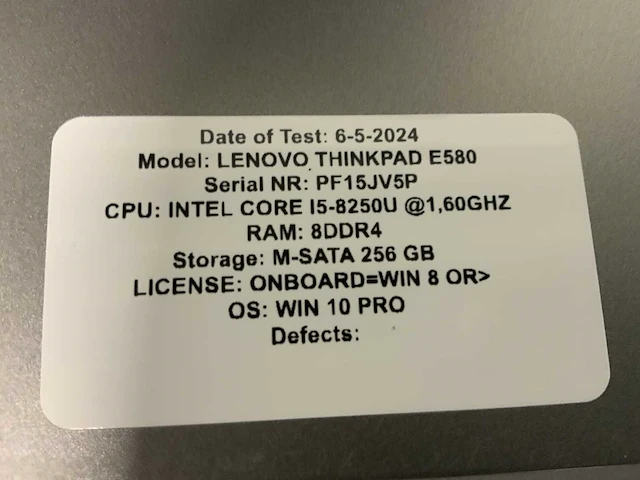 Date of Test: 6-5-2024
Model: LENOVO THINKPAD E580
Serial NR: PF15JV5P
CPU: INTEL CORE I5-8250U @1,60GHZ
RAM: 8DDR4
Storage: M-SATA 256 GB
LICENSE: ONBOARD=WIN 8 OR>
OS: WIN 10 PRO
Defects: